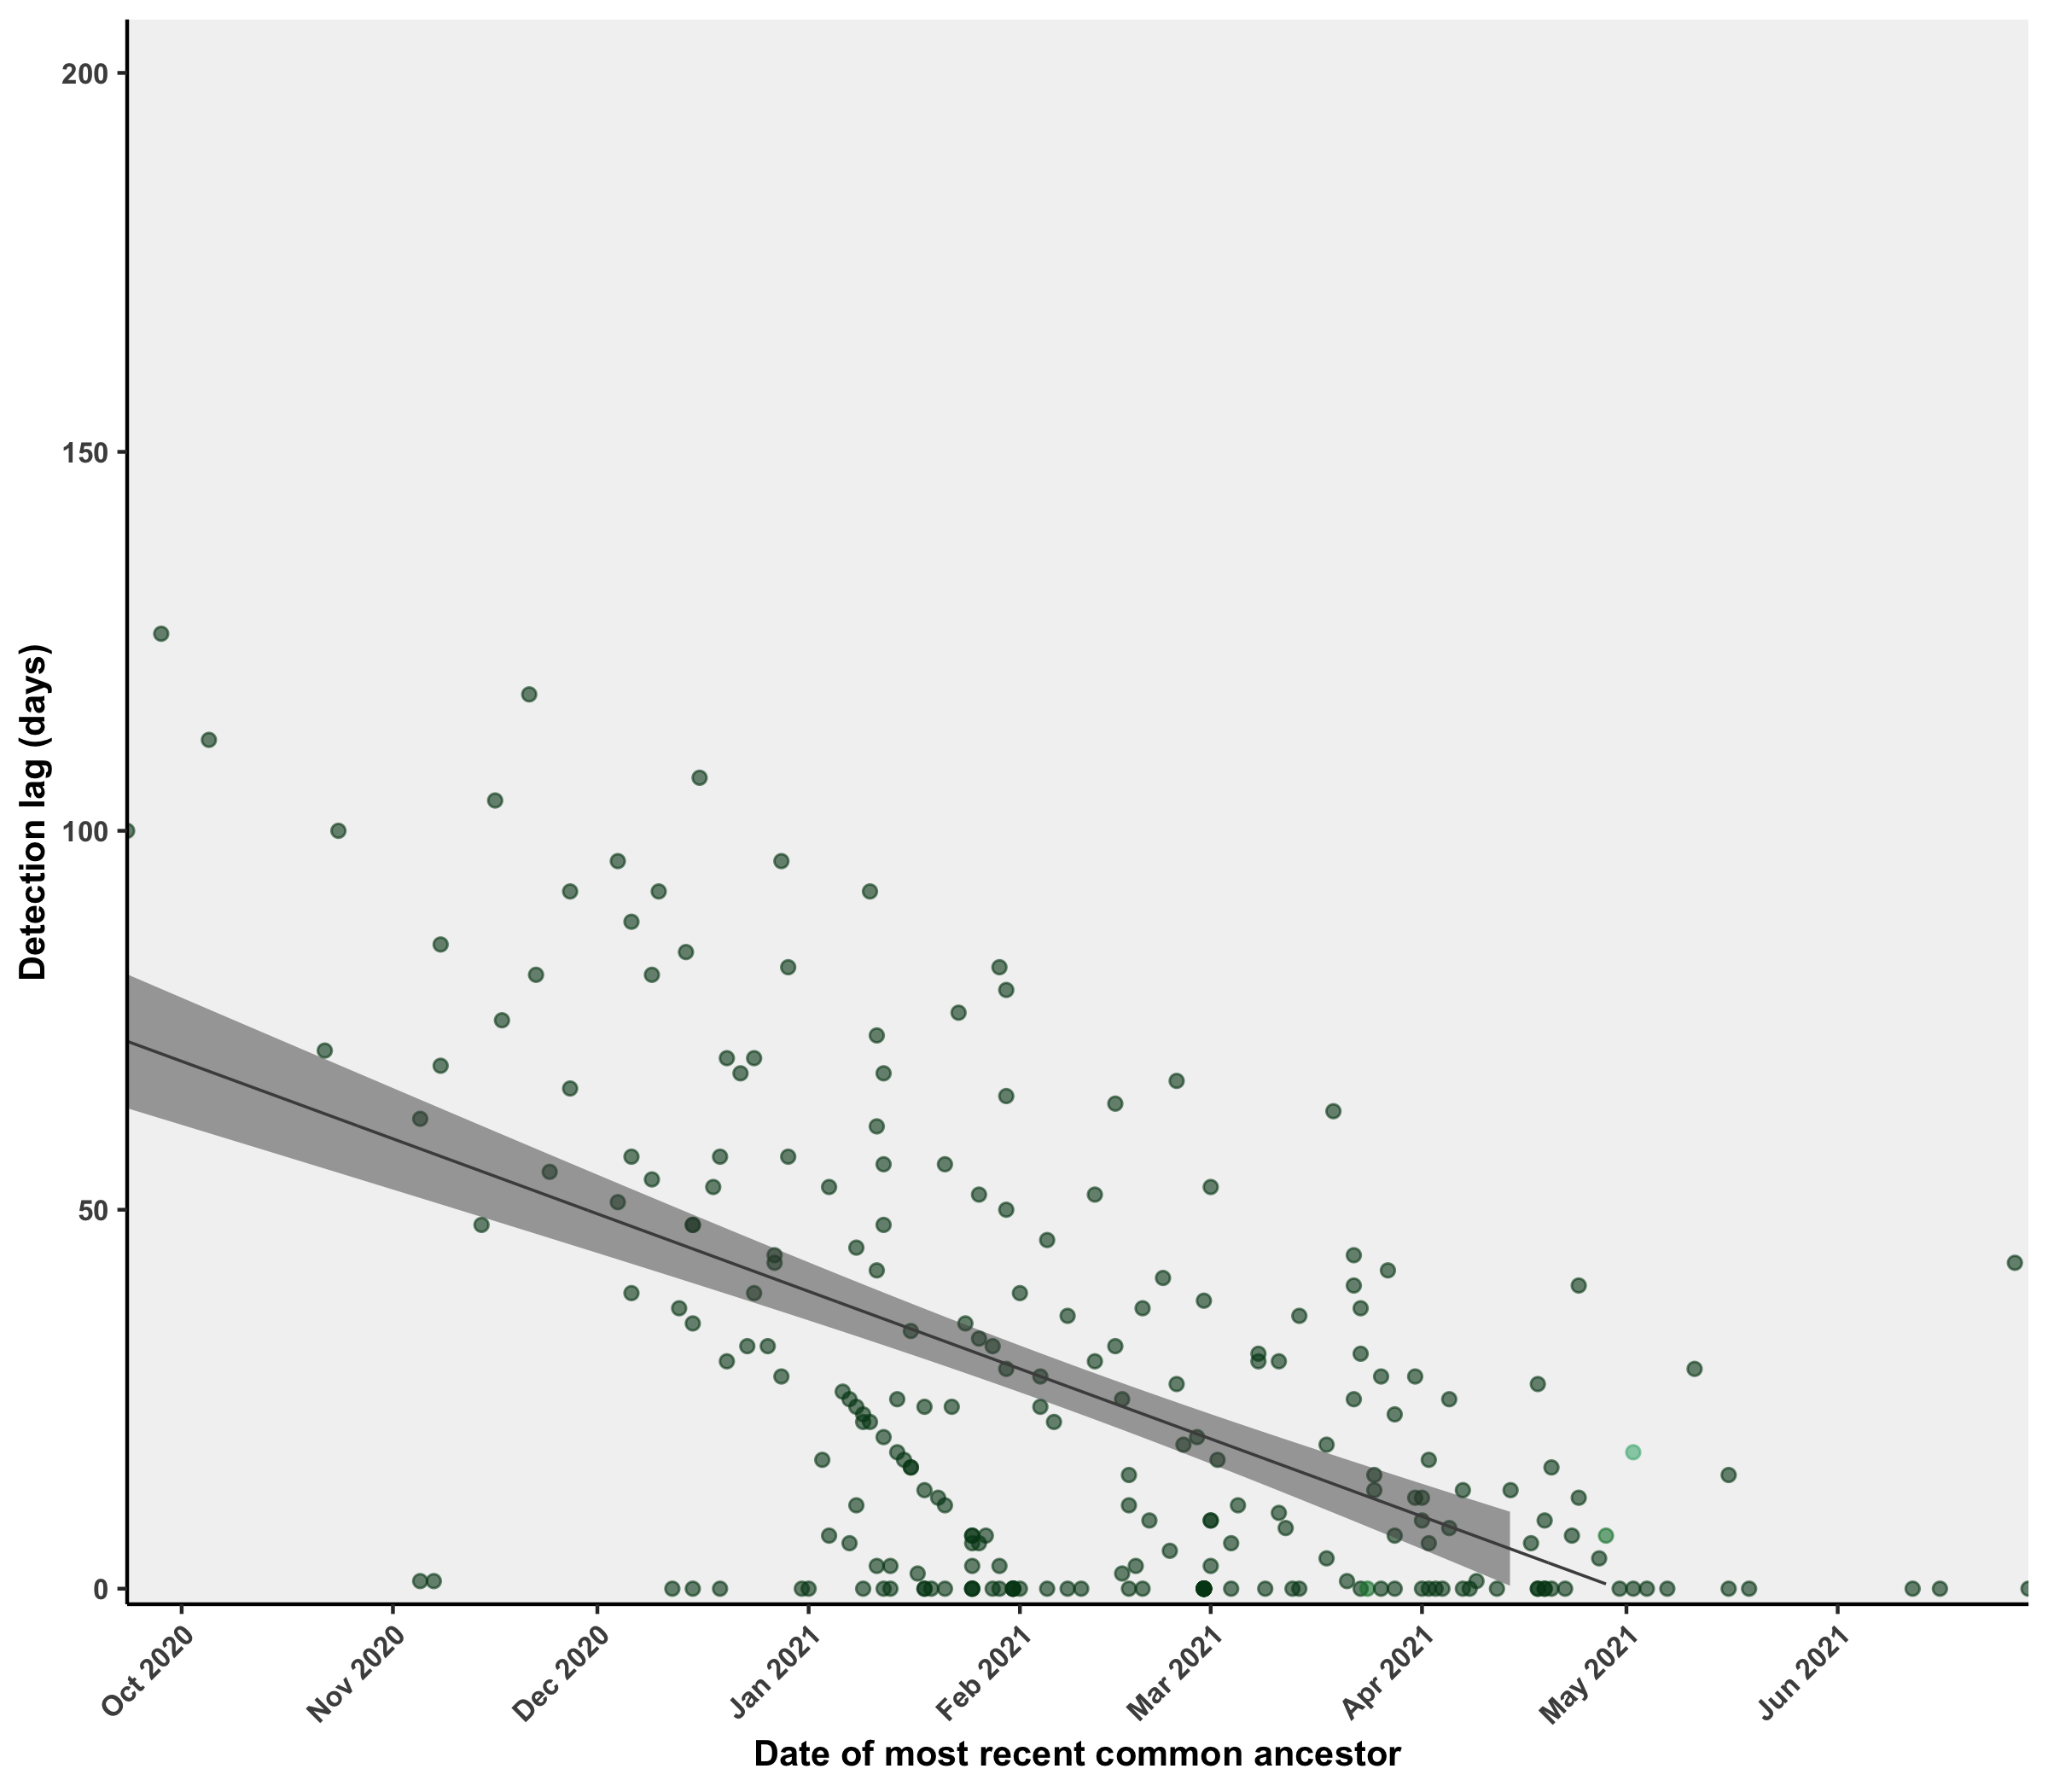 Detection lag (days)
200
150
100
50
0
Oct 2020
Nov 2020
Dec 2020
Jan 2021
Feb 2021
Mar 2021
Apr 2021
May 2021
Jun 2021
Date of most recent common ancestor